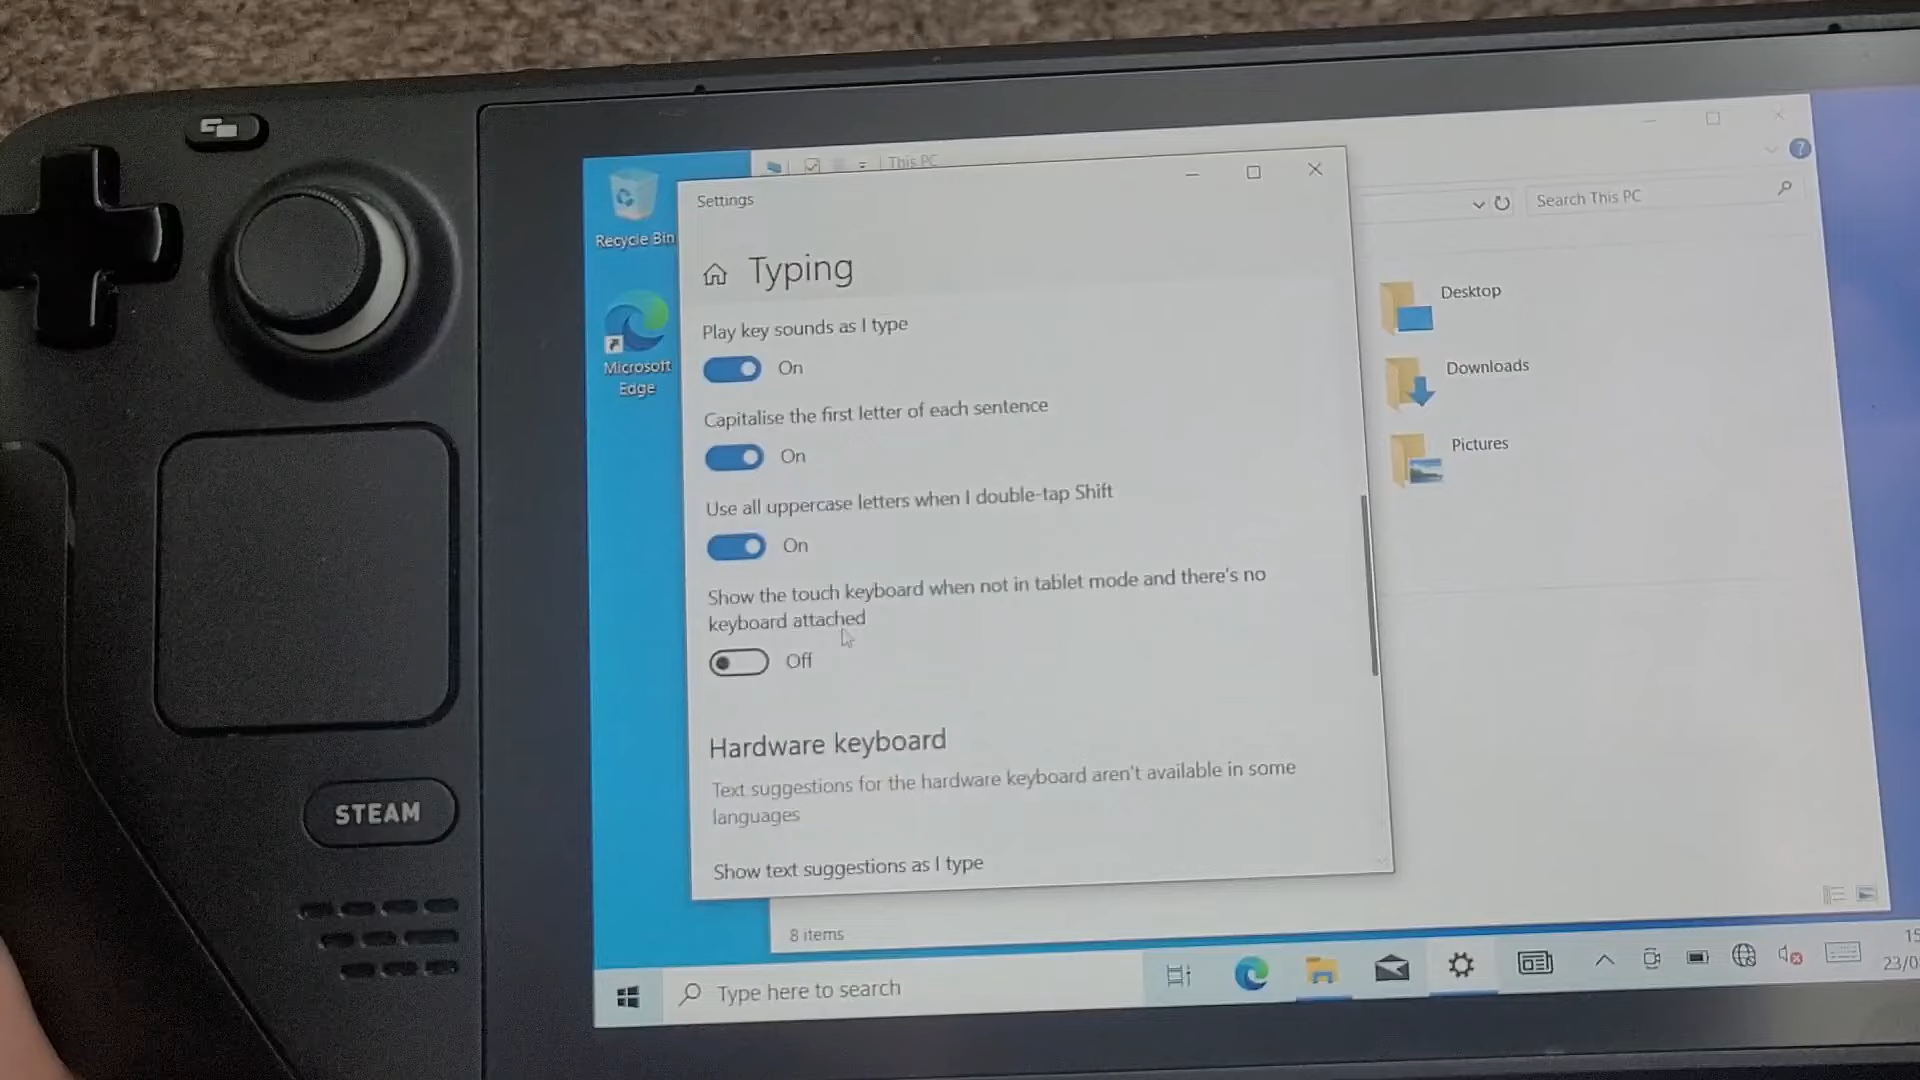 This PC
Settings
Search This PC
Recycle Bin
Typing
Play key sounds as I type
On
Microsoft
Edge
Capitalise the first letter of each sentence
On
Use all uppercase letters when I double-tap Shift
On
Show the touch keyboard when not in tablet mode and there's no
keyboard attached
Off
Hardware keyboard
Text suggestions for the hardware keyboard aren't available in some
languages
Show text suggestions as I type
Desktop
Downloads
Pictures
8 items
Type here to search
15
23/0
STEAM